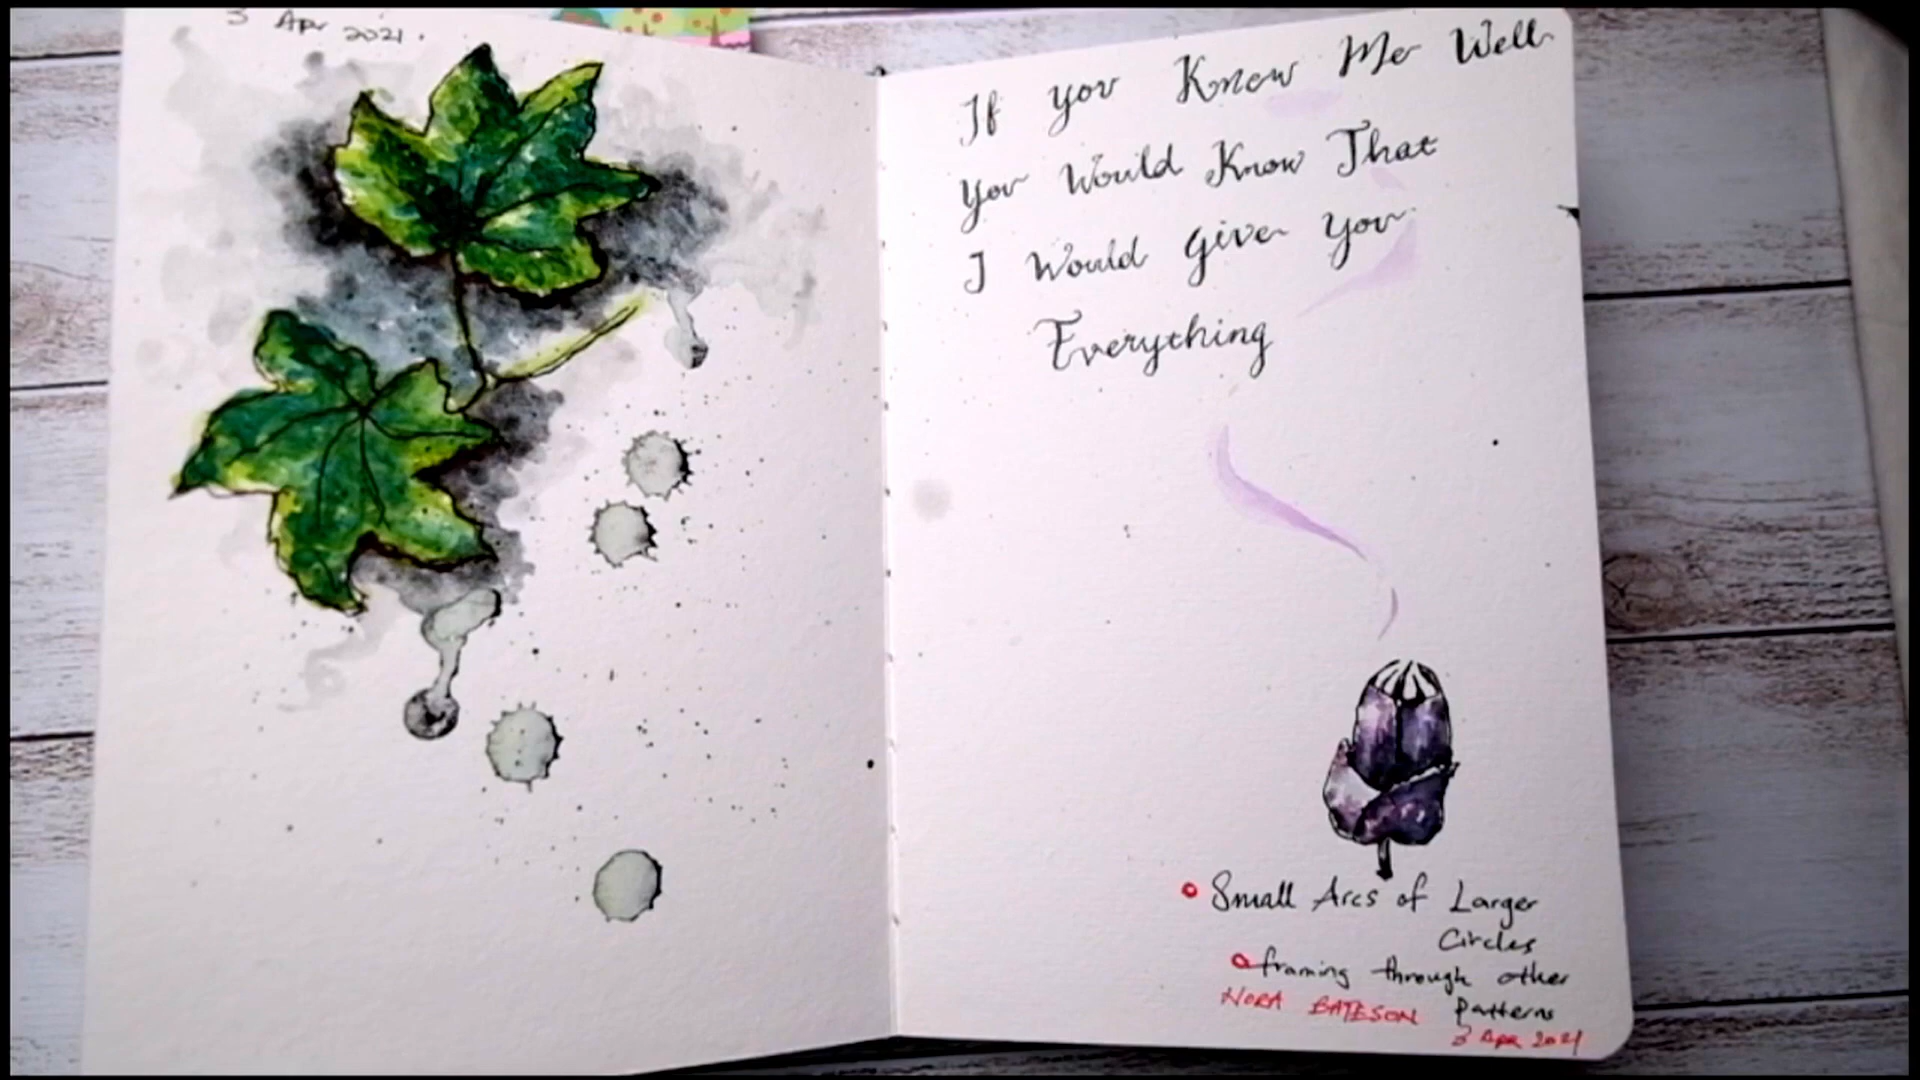 3 Apr 2021.
If you Knew Me Well
You Would Know That
I Would Give You
Everything
Small Arcs of Larger
Circles
framing through other
Patterns
NORA BATESON
3 Apr 2021